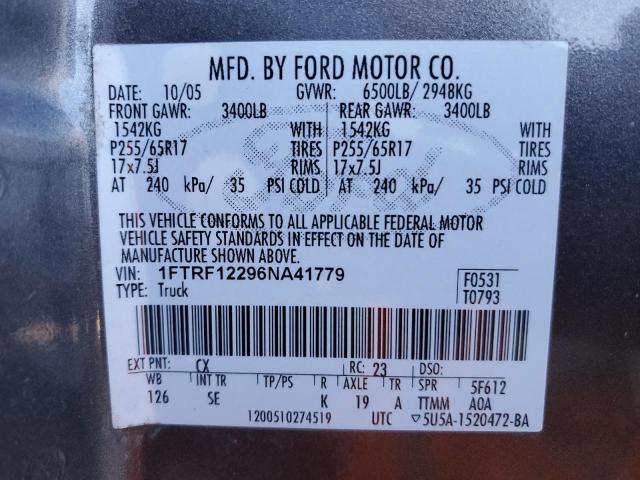 MFD. BY FORD MOTOR CO.
DATE: 10/05 GVWR: 6500LB/ 2948KG
FRONT GAWR: 3400LB REAR GAWR: 3400LB
1542KG WITH 1542KG WITH
P255/65R17 TIRES P255/65R17 TIRES
17x7.5J RIMS 17x7.5J RIMS
AT 240 kPa/ 35 PSI COLD AT 240 kPa/ 35 PSI COLD
THIS VEHICLE CONFORMS TO ALL APPLICABLE FEDERAL MOTOR
VEHICLE SAFETY STANDARDS IN EFFECT ON THE DATE OF
MANUFACTURE SHOWN ABOVE.
VIN: 1FTRF12296NA41779 F0531
TYPE: Truck T0793
EXT PNT: CX RC: 23 DSO:
WB INT TR TP/PS R AXLE TR SPR 5F612
126 SE K 19 A TTMM AOA
1200510274519 UTC ▽5U5A-1520472-BA